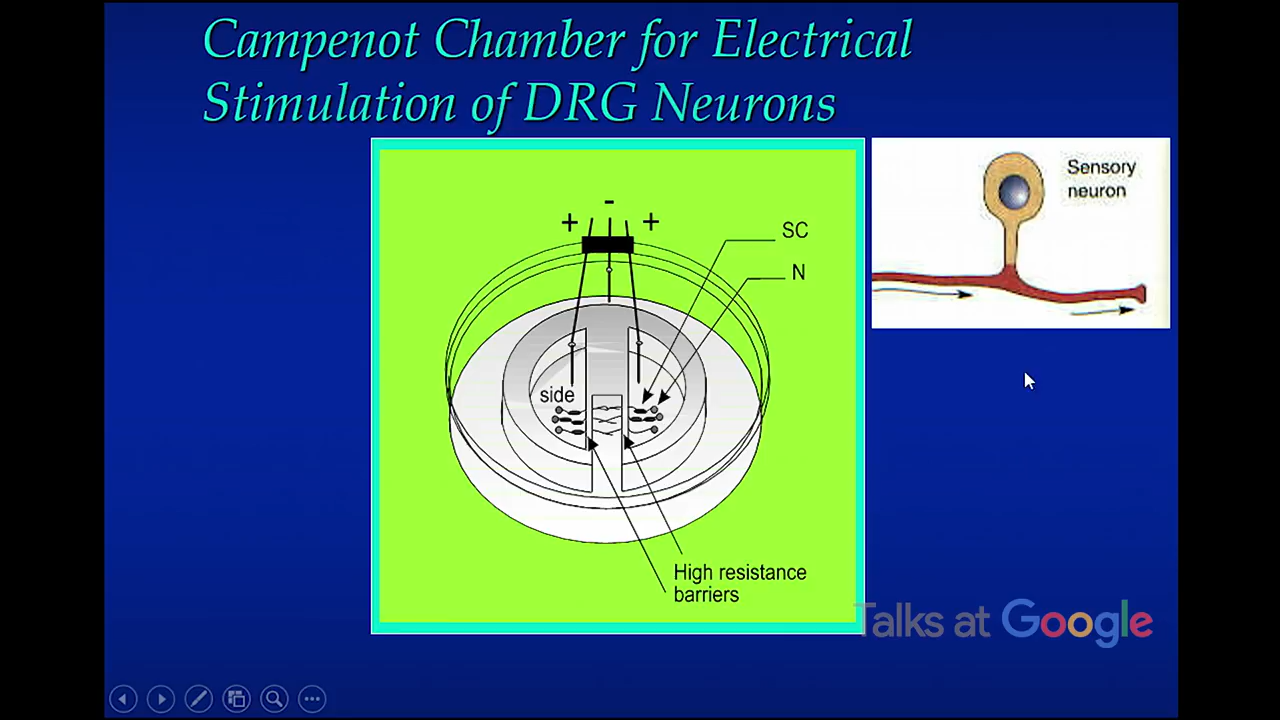 Campenot Chamber for Electrical
Stimulation of DRG Neurons
Sensory
neuron
+ - +
SC
N
side
High resistance
barriers
Talks at Google